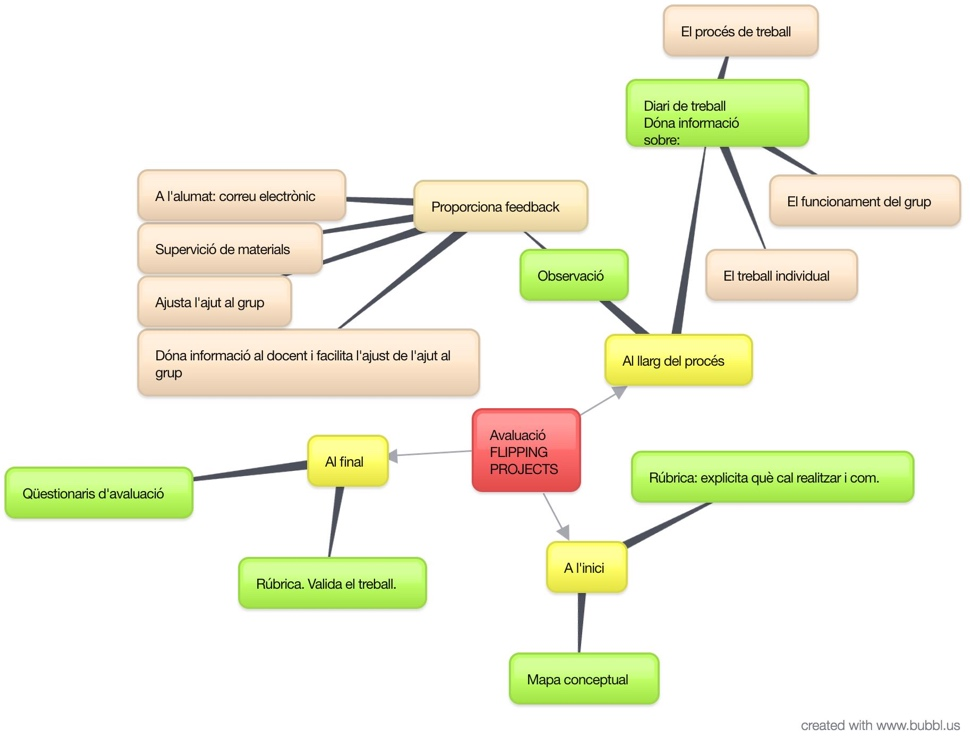 El procés de treball
Diari de treball
Dóna informació
sobre:
El funcionament del grup
El treball individual
A l'alumat: correu electrònic
Proporciona feedback
Supervició de materials
Observació
Ajusta l'ajut al grup
Dóna informació al docent i facilita l'ajust de l'ajut al
grup
Al llarg del procés
Avaluació
FLIPPING
PROJECTS
Al final
Qüestionaris d'avaluació
Rúbrica: explicita què cal realitzar i com.
Rúbrica. Valida el treball.
A l'inici
Mapa conceptual
created with www.bubbl.us